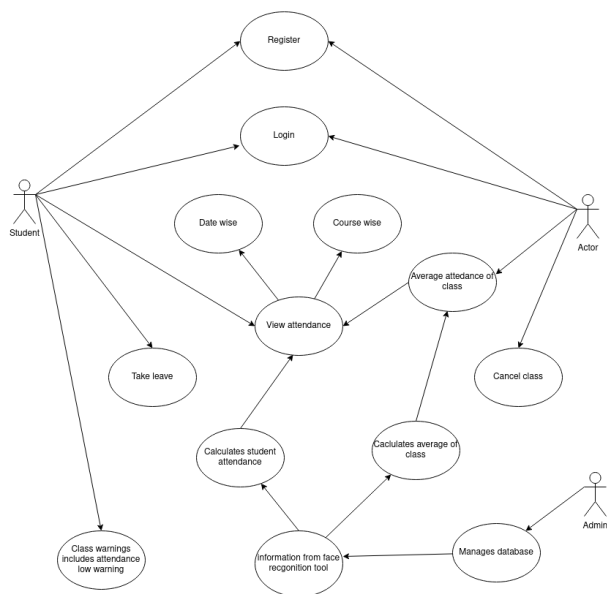 Register
Login
Student
Date wise
Course wise
Actor
Average attedance of
class
View attendance
Take leave
Cancel class
Calculates student
attendance
Caclulates average of
class
Admin
Class warnings
includes attendance
low warning
information from face
recgonition tool
Manages database